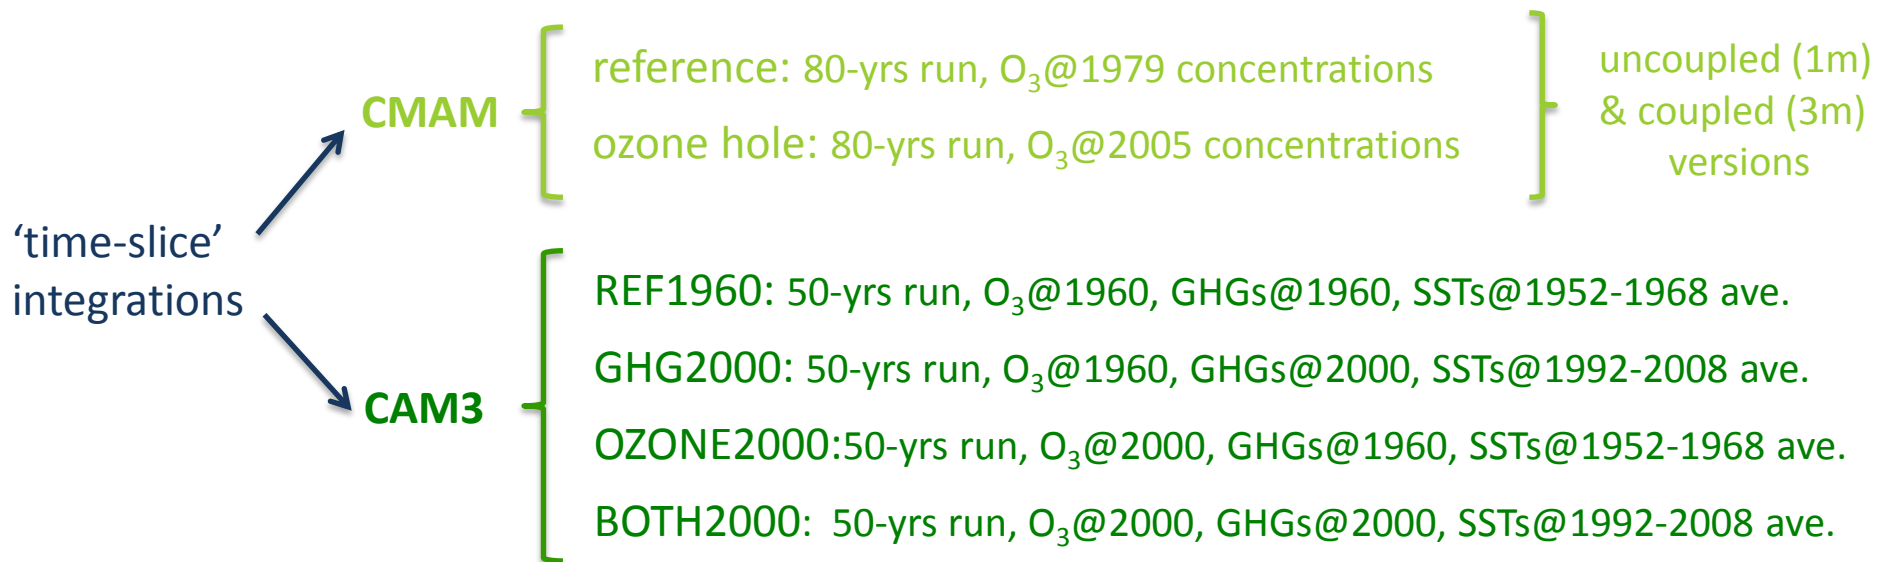 ‘time-slice’
integrations
CMAM
reference: 80-yrs run, O₃@1979 concentrations
ozone hole: 80-yrs run, O₃@2005 concentrations
uncoupled (1m)
& coupled (3m)
versions
CAM3
REF1960: 50-yrs run, O₃@1960, GHGs@1960, SSTs@1952-1968 ave.
GHG2000: 50-yrs run, O₃@1960, GHGs@2000, SSTs@1992-2008 ave.
OZONE2000:50-yrs run, O₃@2000, GHGs@1960, SSTs@1952-1968 ave.
BOTH2000: 50-yrs run, O₃@2000, GHGs@2000, SSTs@1992-2008 ave.